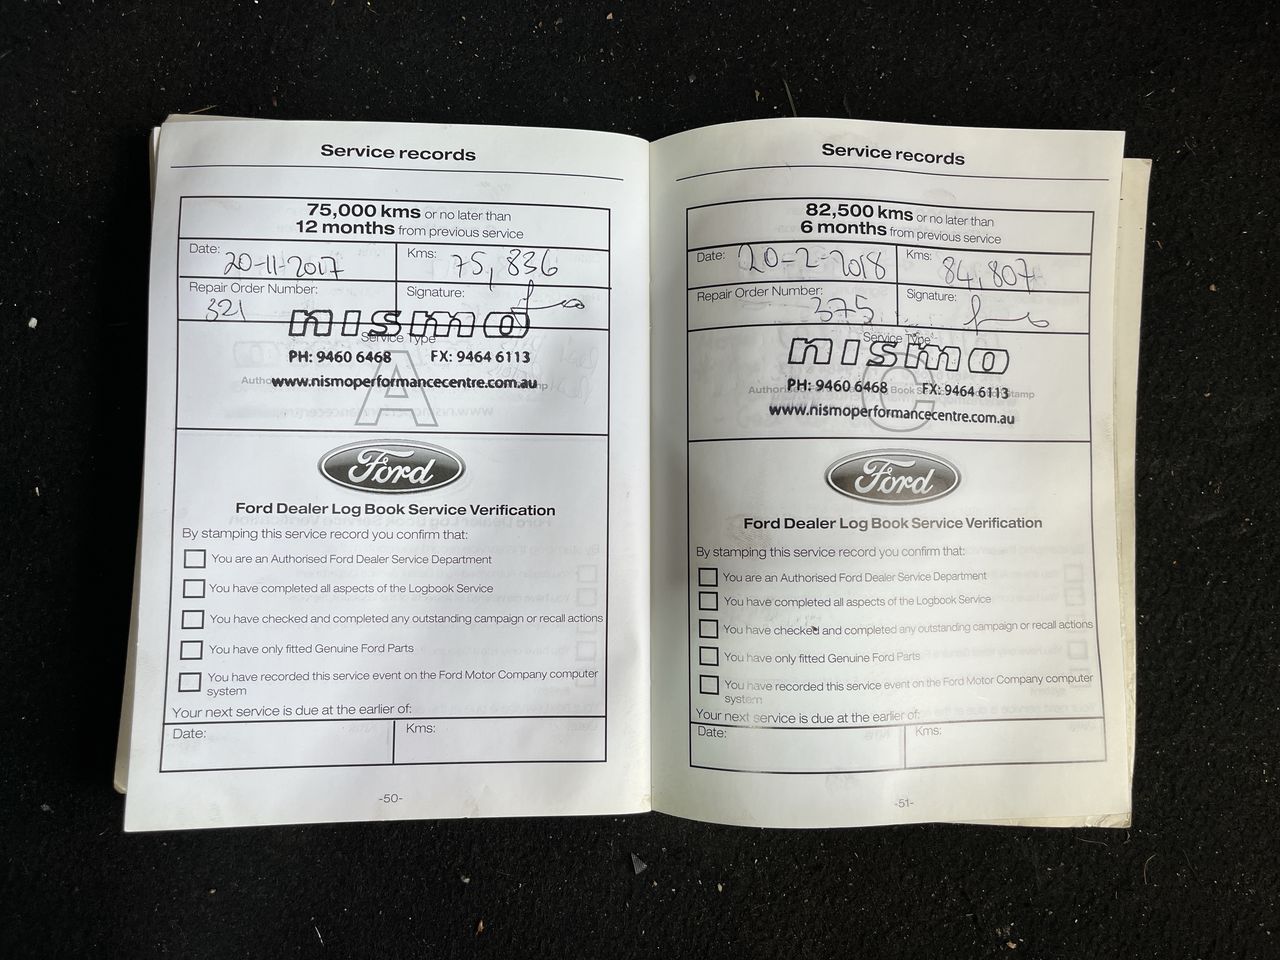 Service records
75,000 kms or no later than
12 months from previous service
Date: 20-11-2017 Kms: 75,836
Repair Order Number: 321 Signature:
nismo
Service Type
A
PH: 9460 6468 FX: 9464 6113
www.nismoperformancecentre.com.au
Ford
Ford Dealer Log Book Service Verification
By stamping this service record you confirm that:
You are an Authorised Ford Dealer Service Department
You have completed all aspects of the Logbook Service
You have checked and completed any outstanding campaign or recall actions
You have only fitted Genuine Ford Parts
You have recorded this service event on the Ford Motor Company computer
system
Your next service is due at the earlier of:
Date: Kms:
-50-
Service records
82,500 kms or no later than
6 months from previous service
Date: 20-2-2018 Kms: 84,807
Repair Order Number: 375 Signature:
Service Type
nismo
C
PH: 9460 6468 FX: 9464 6113
www.nismoperformancecentre.com.au
Ford
Ford Dealer Log Book Service Verification
By stamping this service record you confirm that:
You are an Authorised Ford Dealer Service Department
You have completed all aspects of the Logbook Service
You have checked and completed any outstanding campaign or recall actions
You have only fitted Genuine Ford Parts
You have recorded this service event on the Ford Motor Company computer
system
Your next service is due at the earlier of:
Date: Kms:
-51-